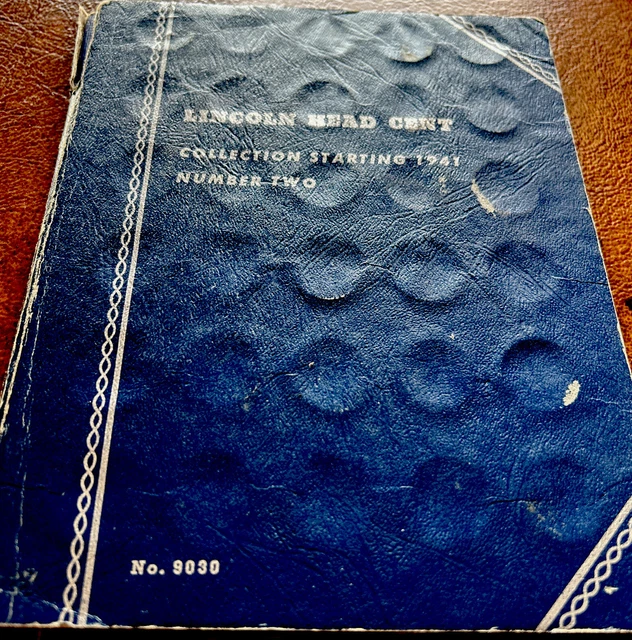 LINCOLN HEAD CENT
COLLECTION STARTING 1941
NUMBER TWO
No. 9030